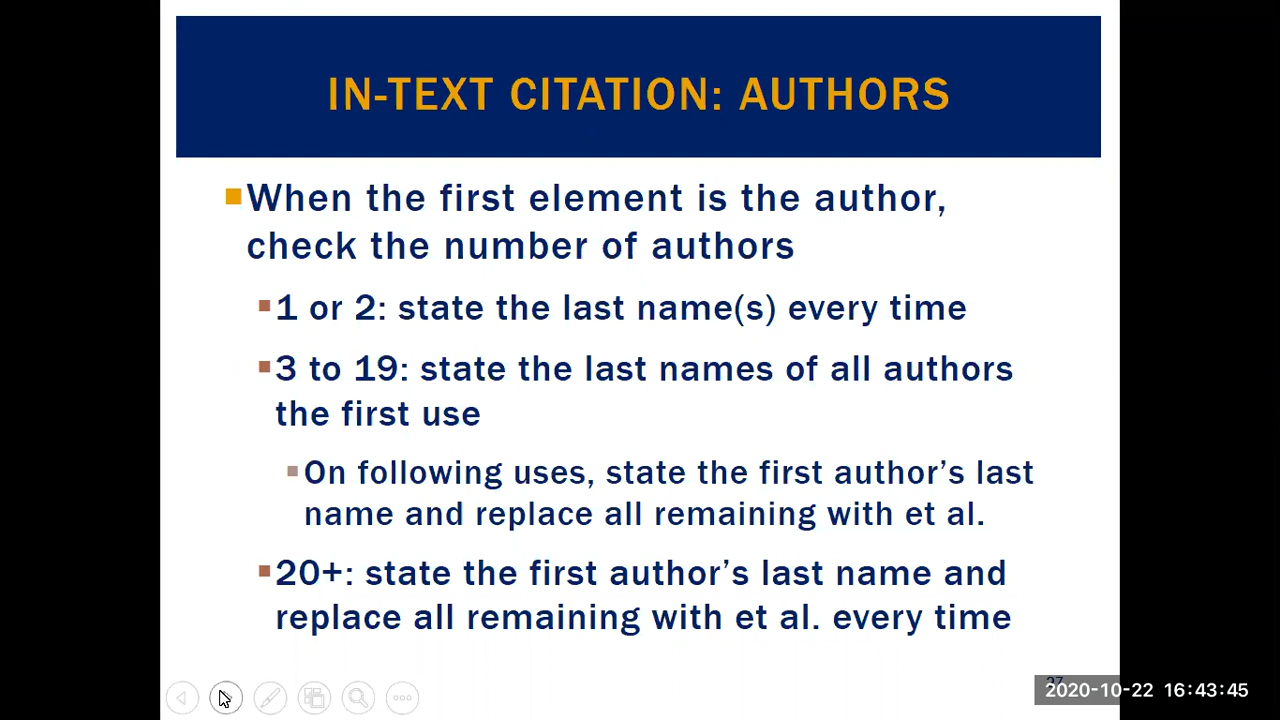 IN-TEXT CITATION: AUTHORS
When the first element is the author,
check the number of authors
1 or 2: state the last name(s) every time
3 to 19: state the last names of all authors
the first use
On following uses, state the first author's last
name and replace all remaining with et al.
20+: state the first author's last name and
replace all remaining with et al. every time
2020-10-22 16:43:45